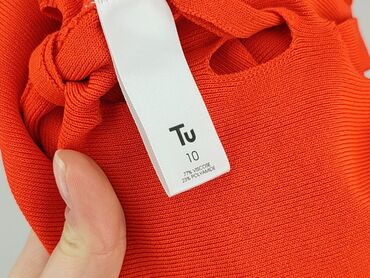 Tu
10
77% VISCOSE
23% POLYAMIDE